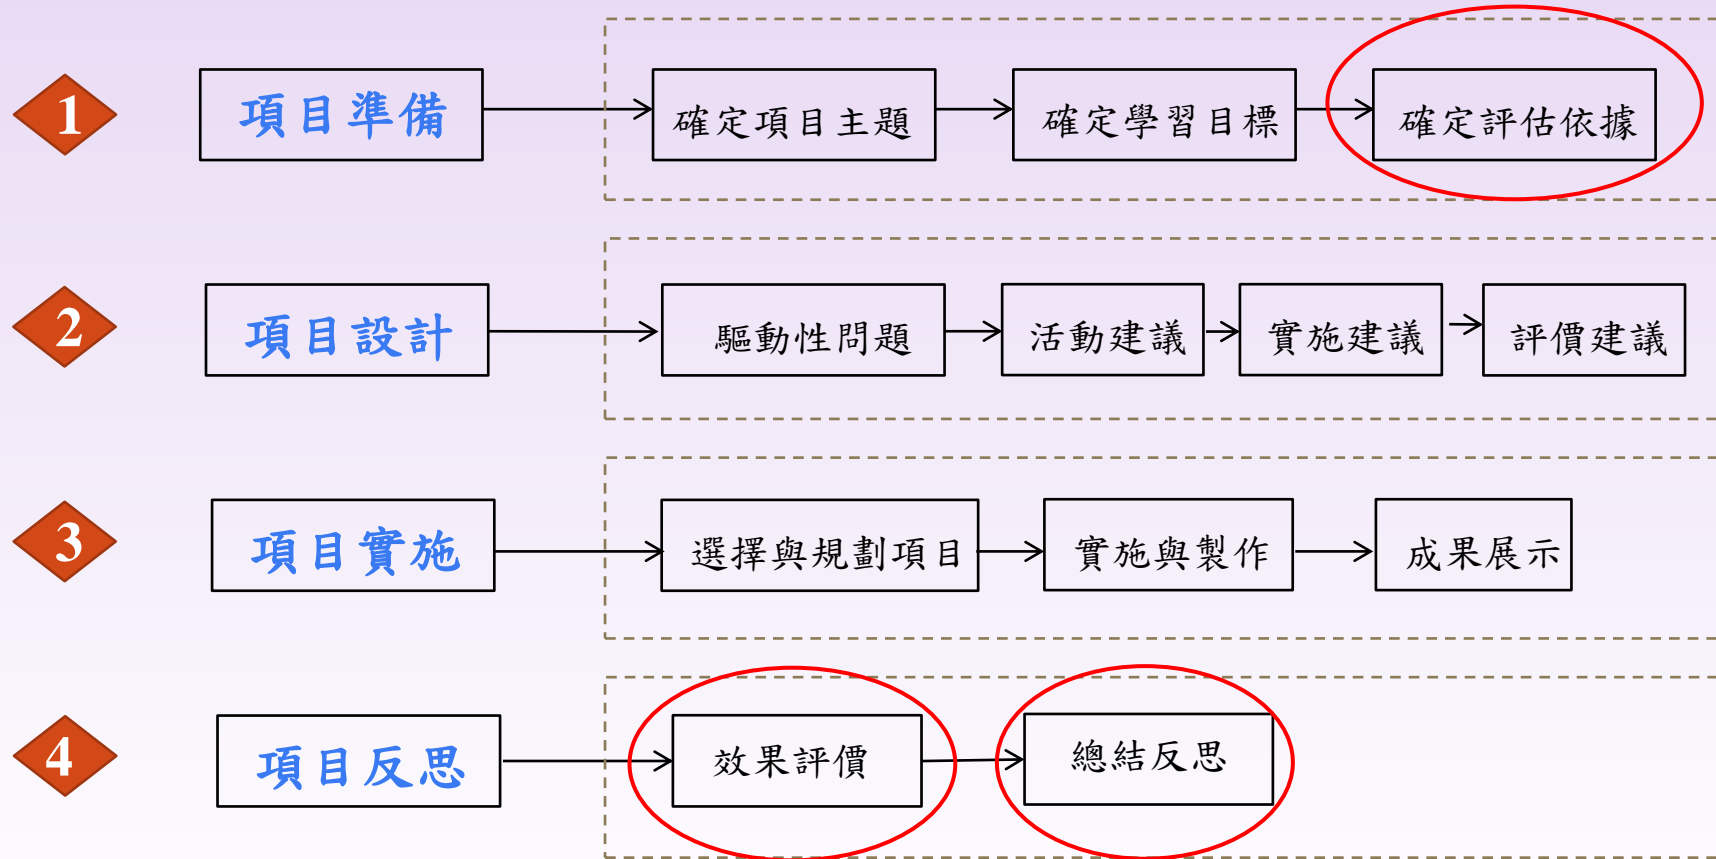 1
項目準備
確定項目主題
確定學習目標
確定評估依據
2
項目設計
驅動性問題
活動建議
實施建議
評價建議
3
項目實施
選擇與規劃項目
實施與製作
成果展示
4
項目反思
效果評價
總結反思